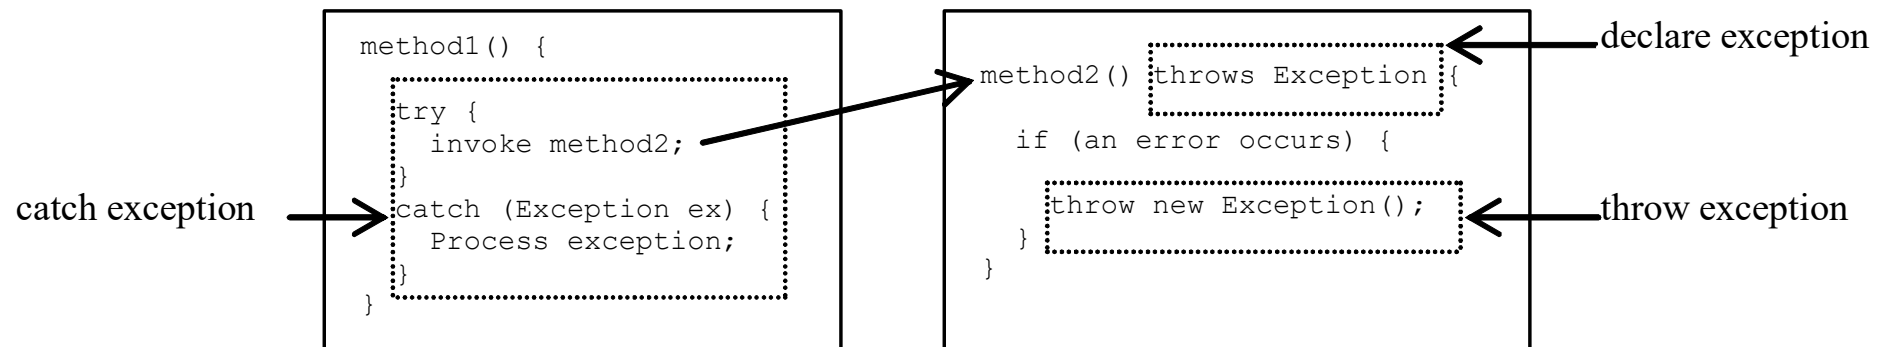 catch exception
method1() {
try {
invoke method2;
}
catch (Exception ex) {
Process exception;
}
}
method2() throws Exception {
if (an error occurs) {
throw new Exception();
}
}
declare exception
throw exception